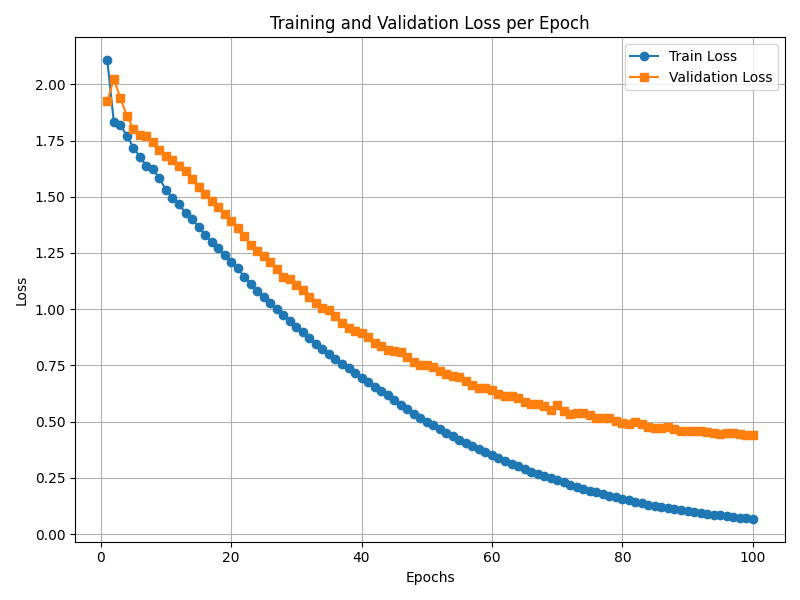 Training and Validation Loss per Epoch
Train Loss
Validation Loss
2.00
1.75
1.50
1.25
1.00
0.75
0.50
0.25
0.00
Loss
0 20 40 60 80 100
Epochs